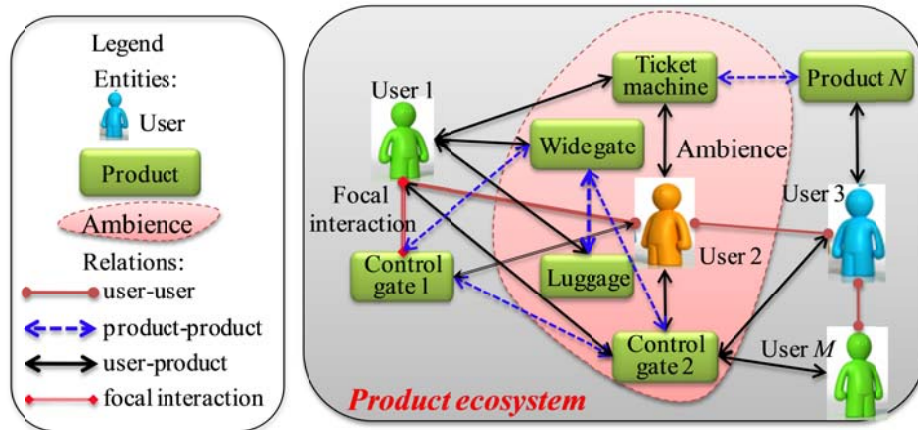 Legend
Entities:
User
Product
Ambience
Relations:
user-user
product-product
user-product
focal interaction
User 1
Ticket
machine
Product N
Widegate
Ambience
Focal
interaction
User 3
Control
gate 1
Luggage
User 2
Control
gate 2
User M
Product ecosystem